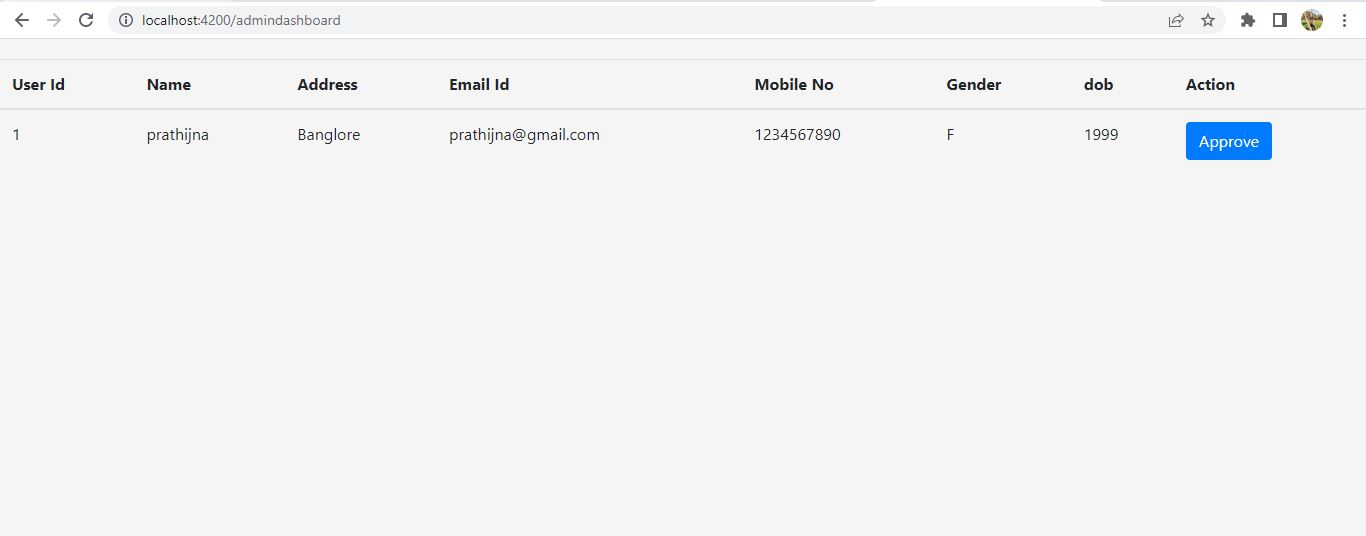 localhost:4200/admindashboard
User Id Name Address Email Id Mobile No Gender dob Action
1 prathijna Banglore prathijna@gmail.com 1234567890 F 1999 Approve